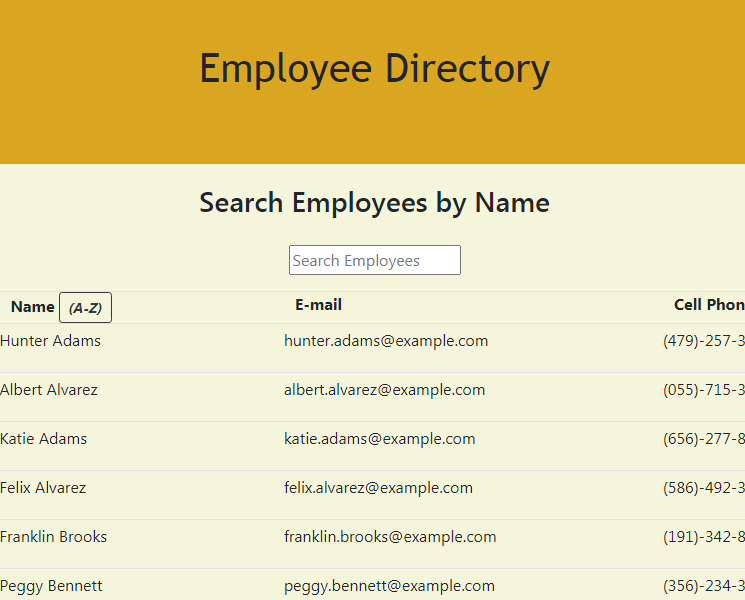 Employee Directory
Search Employees by Name
Search Employees
Name (A-Z) E-mail Cell Phon
Hunter Adams hunter.adams@example.com (479)-257-3
Albert Alvarez albert.alvarez@example.com (055)-715-3
Katie Adams katie.adams@example.com (656)-277-8
Felix Alvarez felix.alvarez@example.com (586)-492-3
Franklin Brooks franklin.brooks@example.com (191)-342-8
Peggy Bennett peggy.bennett@example.com (356)-234-3